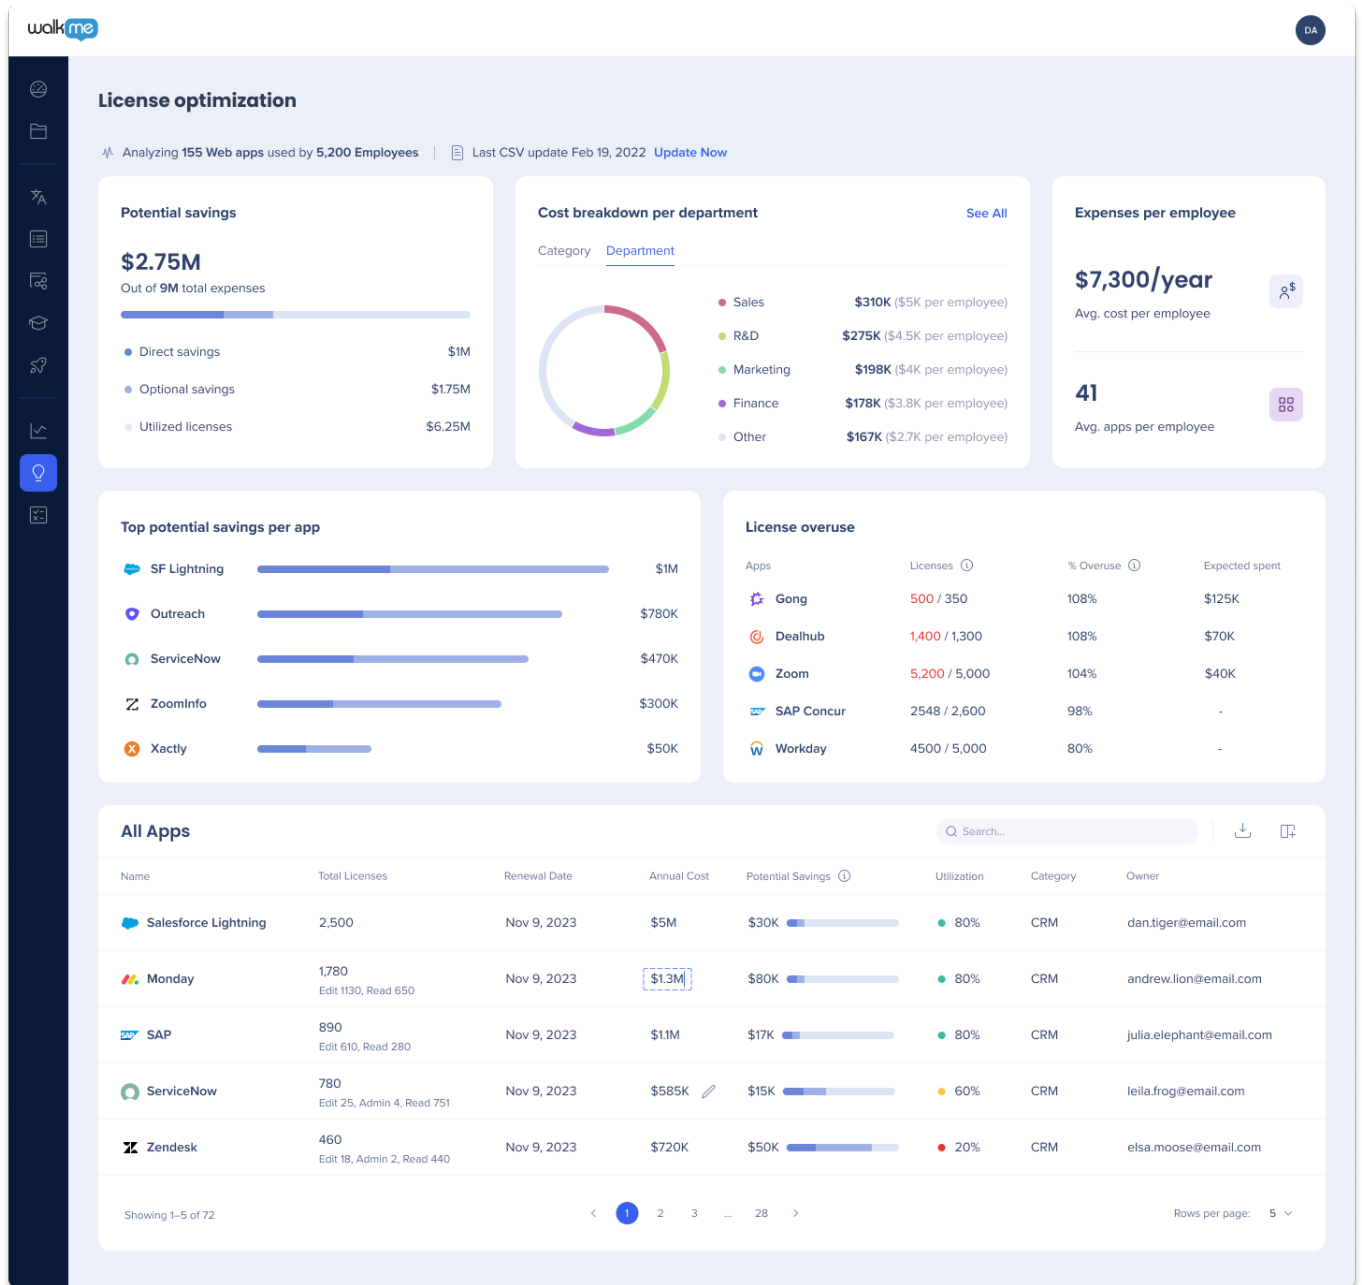 walkme
DA
License optimization
Analyzing 155 Web apps used by 5,200 Employees
Last CSV update Feb 19, 2022 Update Now
Potential savings
$2.75M
Out of 9M total expenses
Direct savings $1M
Optional savings $1.75M
Utilized licenses $6.25M
Cost breakdown per department See All
Category Department
Sales $310K ($5K per employee)
R&D $275K ($4.5K per employee)
Marketing $198K ($4K per employee)
Finance $178K ($3.8K per employee)
Other $167K ($2.7K per employee)
Expenses per employee
$7,300/year
Avg. cost per employee
41
Avg. apps per employee
Top potential savings per app
SF Lightning $1M
Outreach $780K
ServiceNow $470K
ZoomInfo $300K
Xactly $50K
License overuse
Apps Licenses % Overuse Expected spent
Gong 500 / 350 108% $125K
Dealhub 1,400 / 1,300 108% $70K
Zoom 5,200 / 5,000 104% $40K
SAP Concur 2548 / 2,600 98% -
Workday 4500 / 5,000 80% -
All Apps
Search...
Name Total Licenses Renewal Date Annual Cost Potential Savings Utilization Category Owner
Salesforce Lightning 2,500 Nov 9, 2023 $5M $30K 80% CRM dan.tiger@email.com
Monday 1,780 Nov 9, 2023 $1.3M $80K 80% CRM andrew.lion@email.com
Edit 1130, Read 650
SAP 890 Nov 9, 2023 $1.1M $17K 80% CRM julia.elephant@email.com
Edit 610, Read 280
ServiceNow 780 Nov 9, 2023 $585K $15K 60% CRM leila.frog@email.com
Edit 25, Admin 4, Read 751
Zendesk 460 Nov 9, 2023 $720K $50K 20% CRM elsa.moose@email.com
Edit 18, Admin 2, Read 440
Showing 1–5 of 72
1 2 3 ... 28
Rows per page: 5